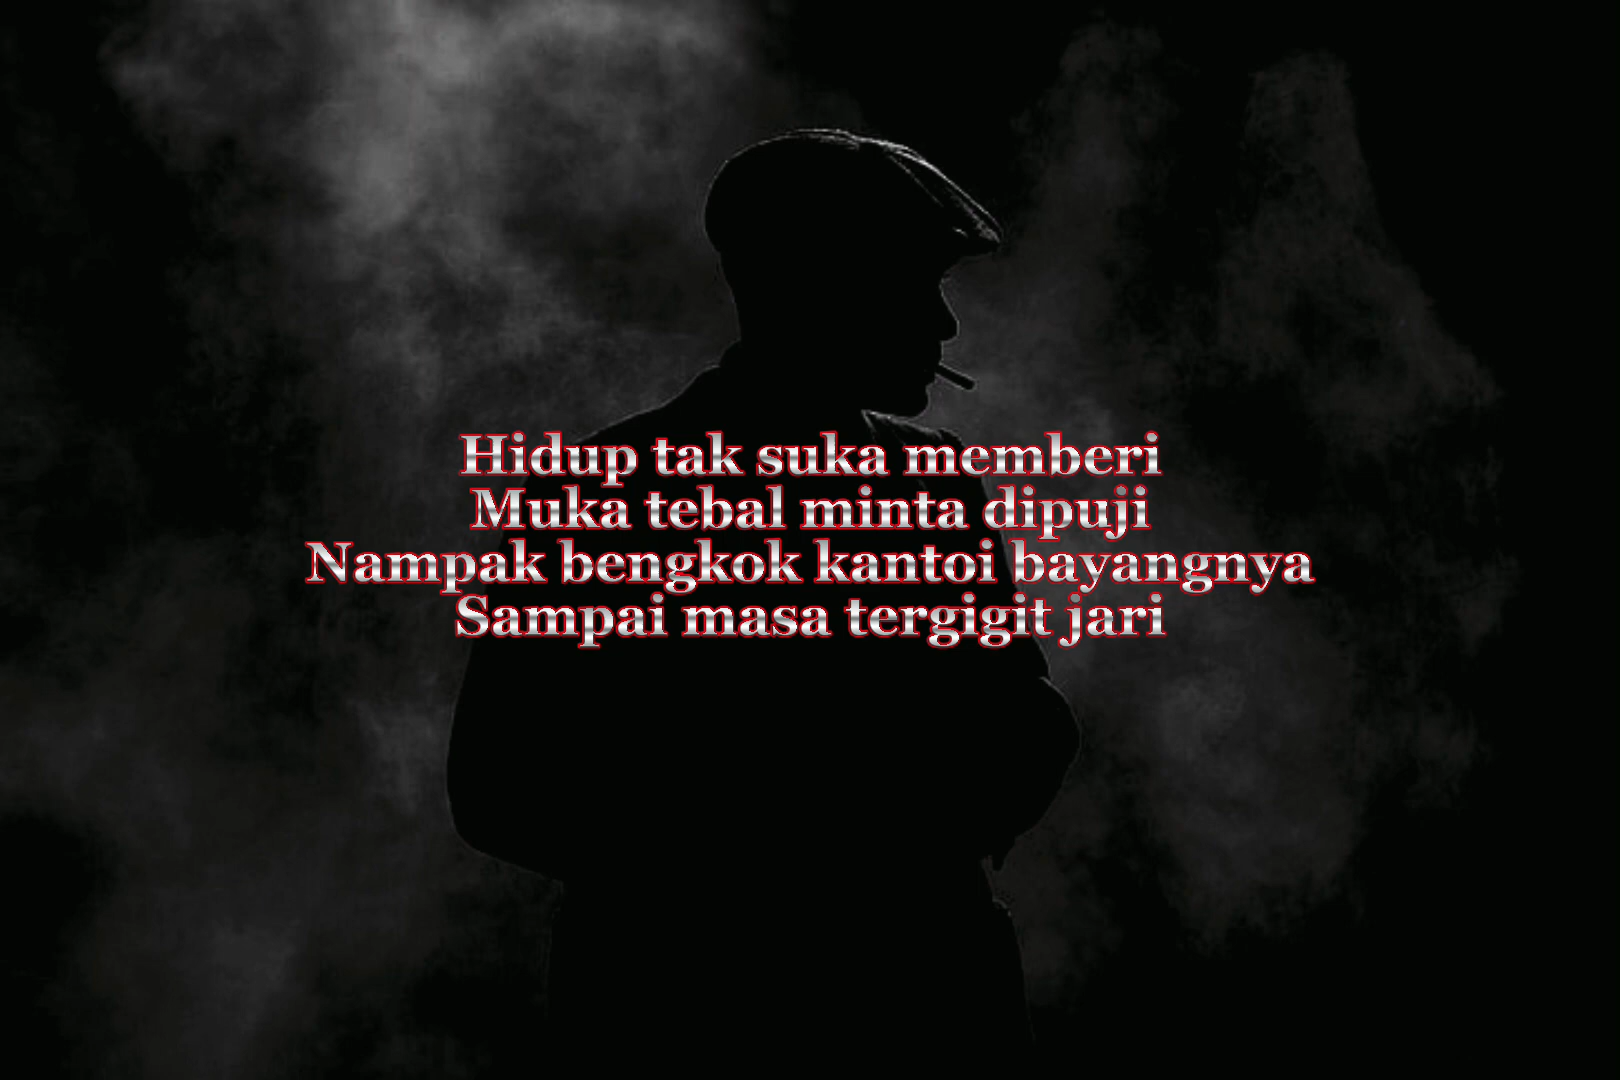 Hidup tak suka memberi
Muka tebal minta dipuji
Nampak bengkok kantoi bayangnya
Sampai masa tergigit jari